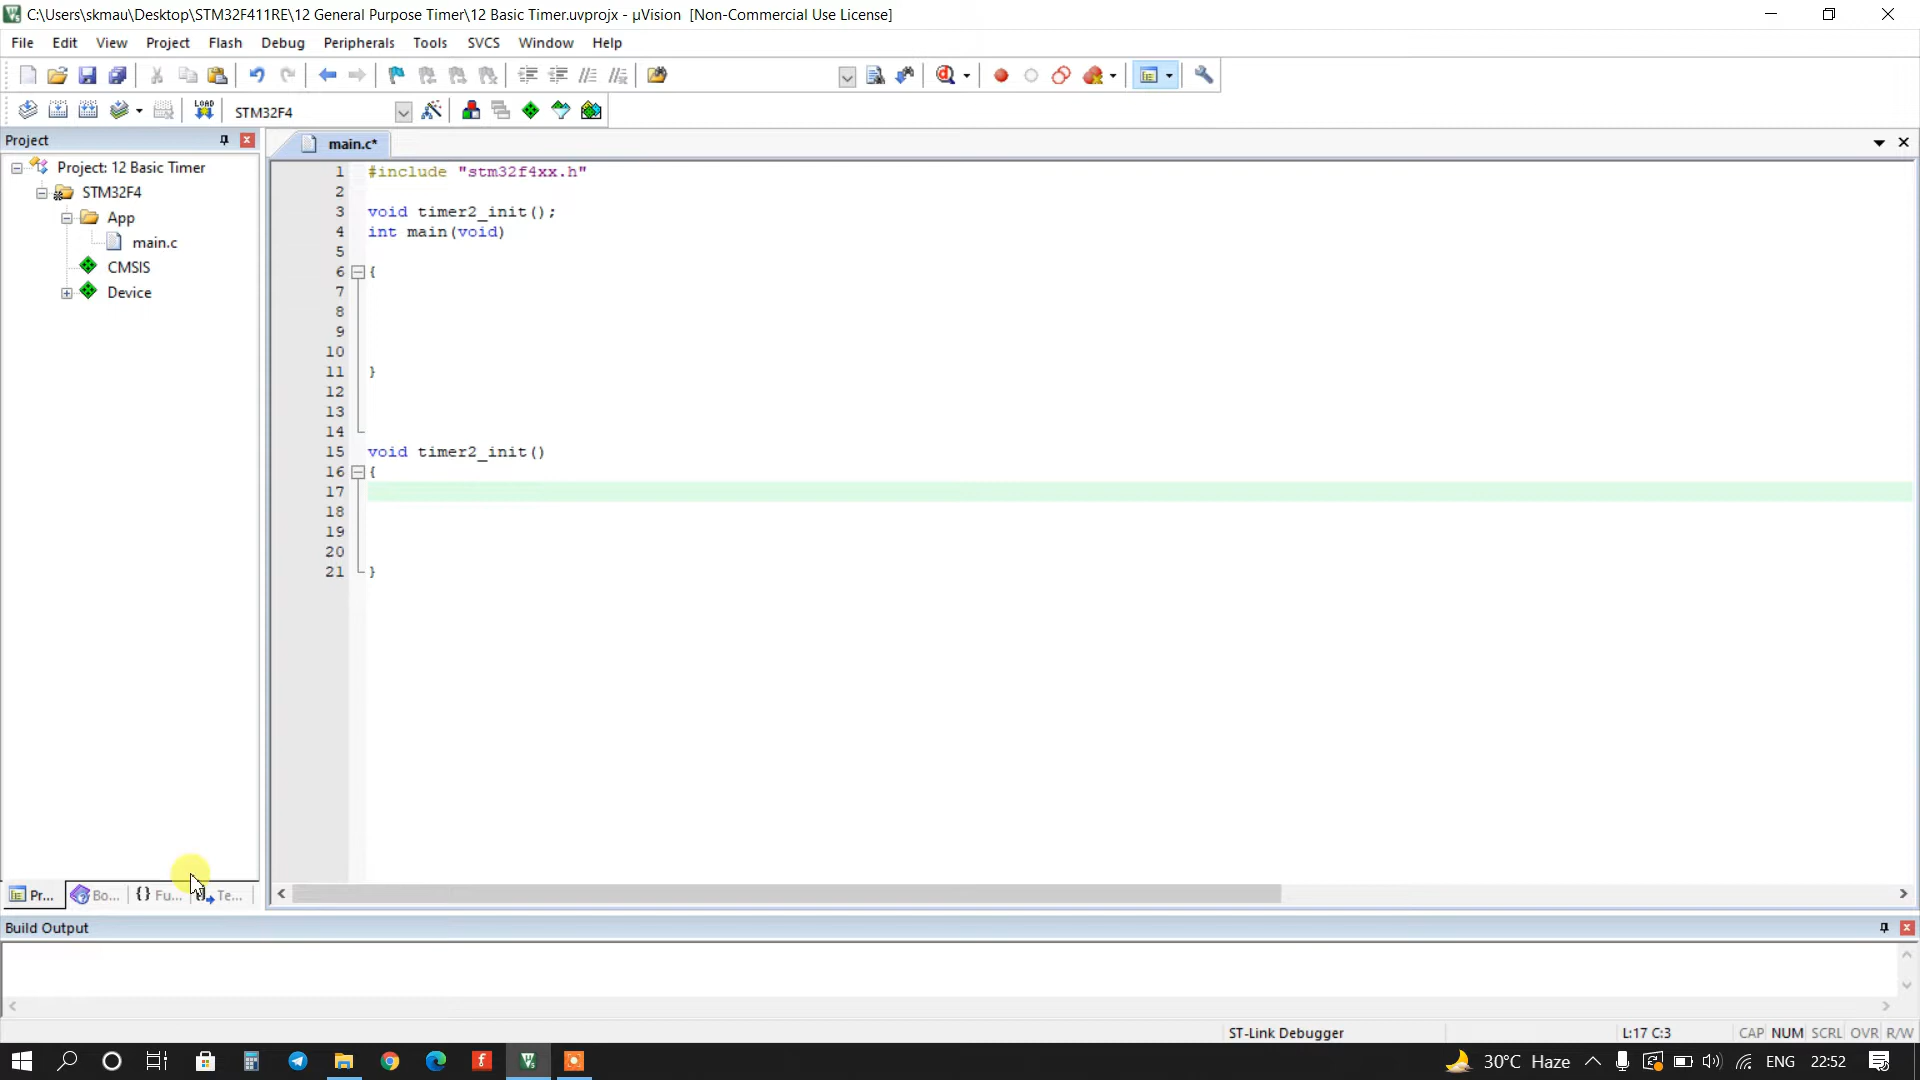 C:\Users\skmau\Desktop\STM32F411RE\12 General Purpose Timer\12 Basic Timer.uvprojx - µVision [Non-Commercial Use License]
File Edit View Project Flash Debug Peripherals Tools SVCS Window Help
LOAD STM32F4
Project
main.c*
Project: 12 Basic Timer
STM32F4
App
main.c
CMSIS
Device
1 #include "stm32f4xx.h"
2
3 void timer2_init();
4 int main(void)
5
6 {
7
8
9
10
11 }
12
13
14
15 void timer2_init()
16 {
17
18
19
20
21 }
Pr... Bo... {} Fu... Te...
Build Output
ST-Link Debugger L:17 C:3 CAP NUM SCRL OVR R/W
30°C Haze ENG 22:52